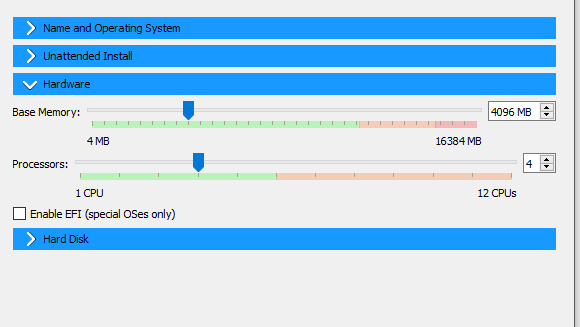 Name and Operating System
Unattended Install
Hardware
Base Memory: 4096 MB
4 MB 16384 MB
Processors: 4
1 CPU 12 CPUs
Enable EFI (special OSes only)
Hard Disk